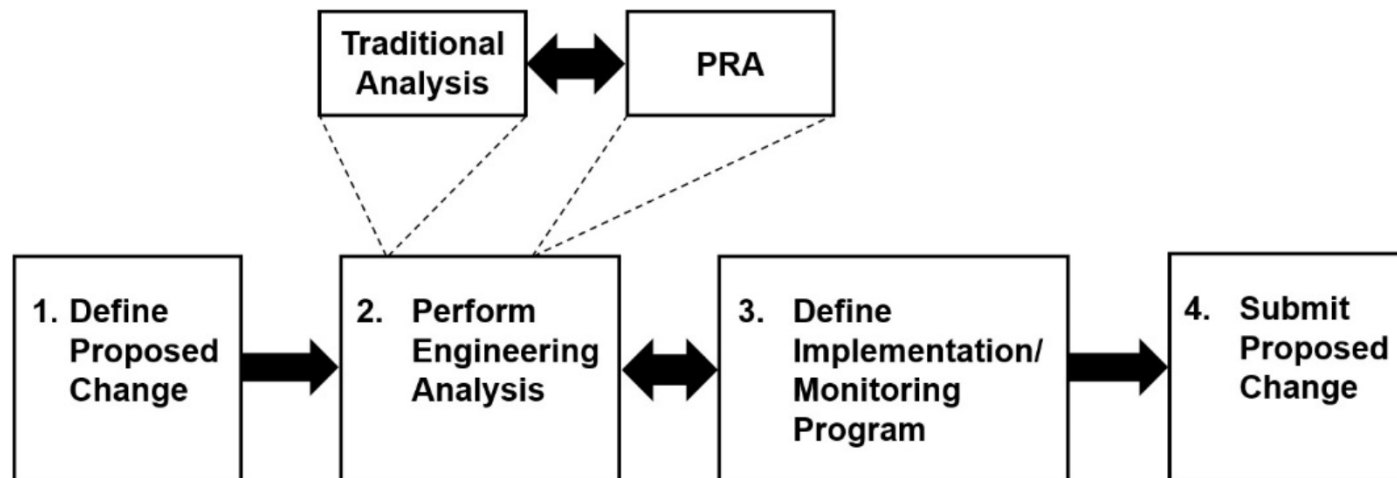 Traditional
Analysis
PRA
1. Define
Proposed
Change
2. Perform
Engineering
Analysis
3. Define
Implementation/
Monitoring
Program
4. Submit
Proposed
Change